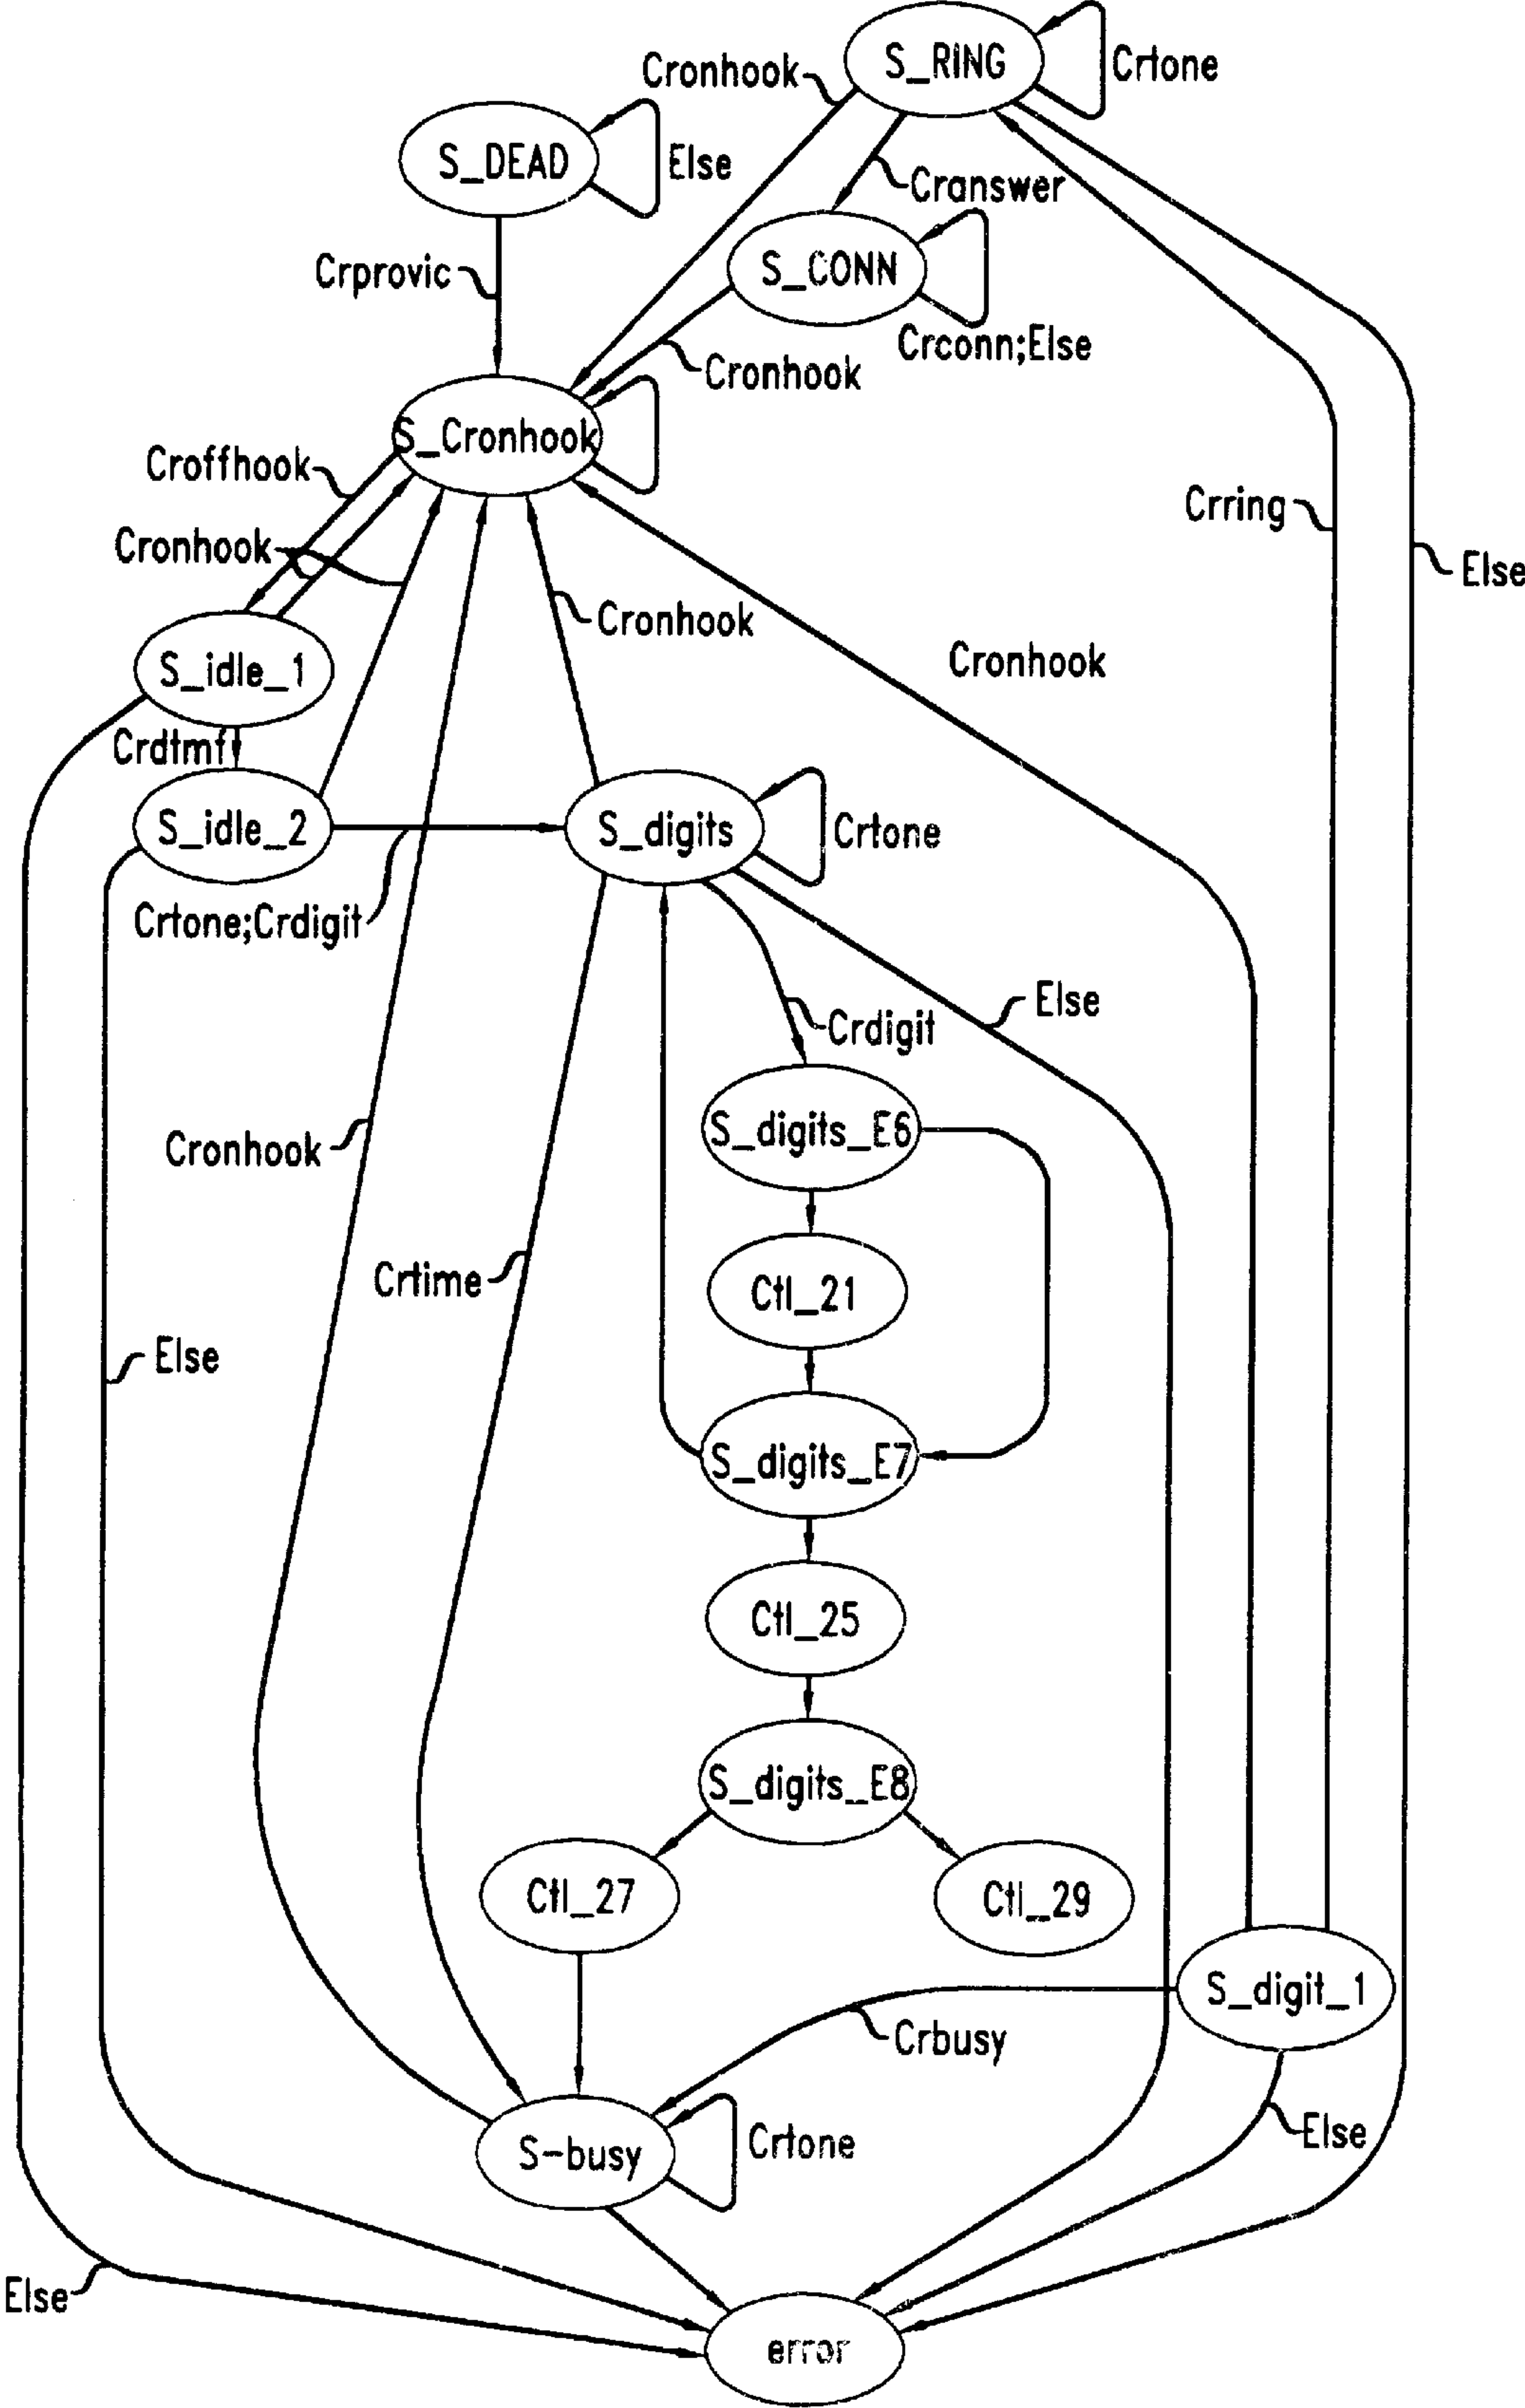 S_RING
Crtone
Cronhook
S_DEAD
Else
Cranswer
Crprovic
S_CONN
Crconn;Else
Cronhook
S_Cronhook
Croffhook
Crring
Cronhook
Else
Cronhook
Cronhook
S_idle_1
Crdtmf
S_idle_2
S_digits
Crtone
Crtone;Crdigit
Else
Crdigit
S_digits_E6
Cronhook
Crtime
Ctl_21
Else
S_digits_E7
Ctl_25
S_digits_E8
Ctl_27
Ctl_29
S_digit_1
Crbusy
Else
Crtone
S-busy
Else
error